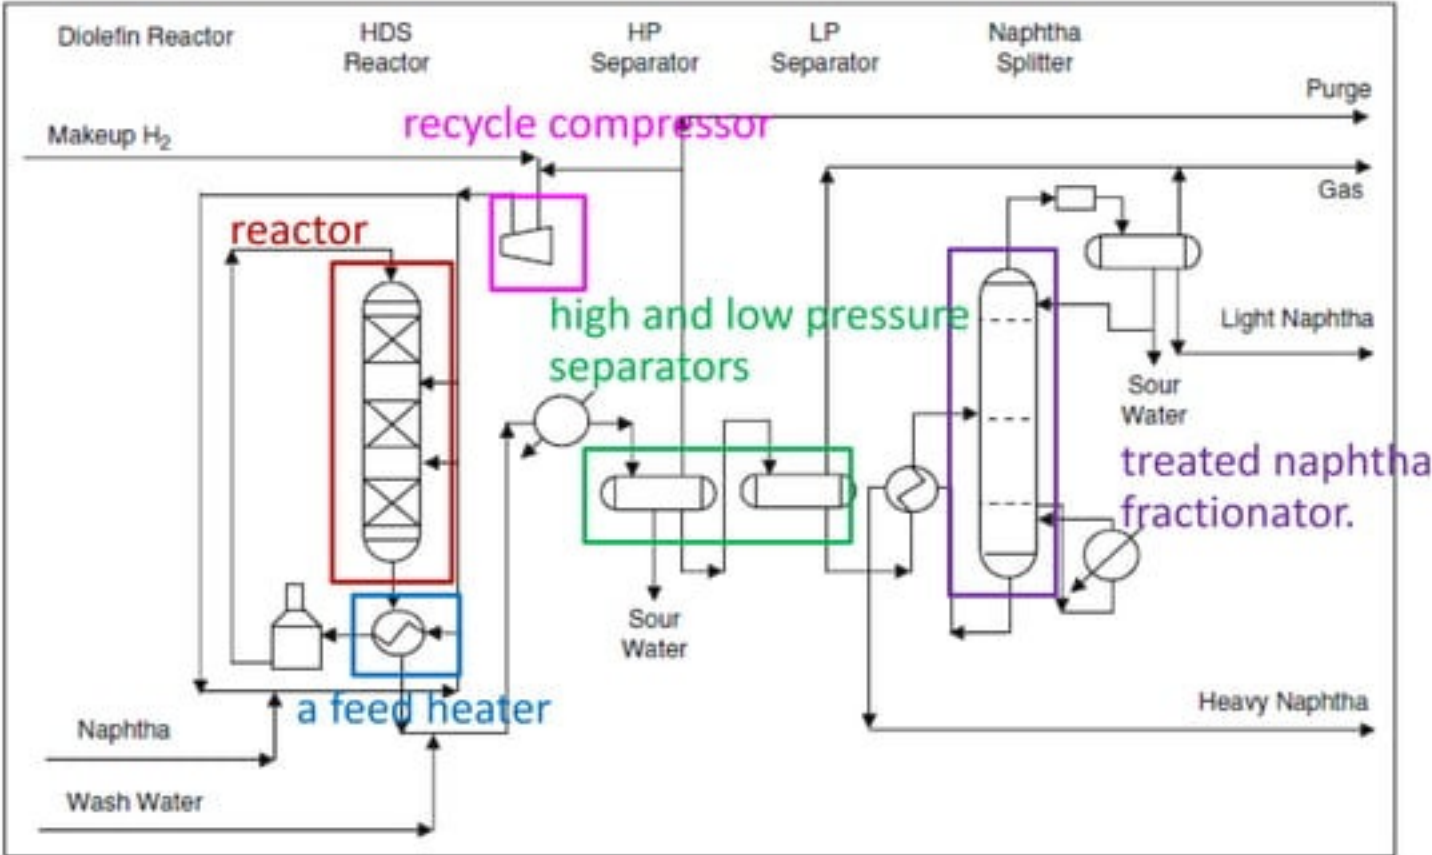 Diolefin Reactor
HDS
Reactor
HP
Separator
LP
Separator
Naphtha
Splitter
Purge
recycle compressor
Makeup H₂
Gas
reactor
high and low pressure
separators
Light Naphtha
Sour
Water
treated naphtha
fractionator.
Sour
Water
a feed heater
Heavy Naphtha
Naphtha
Wash Water